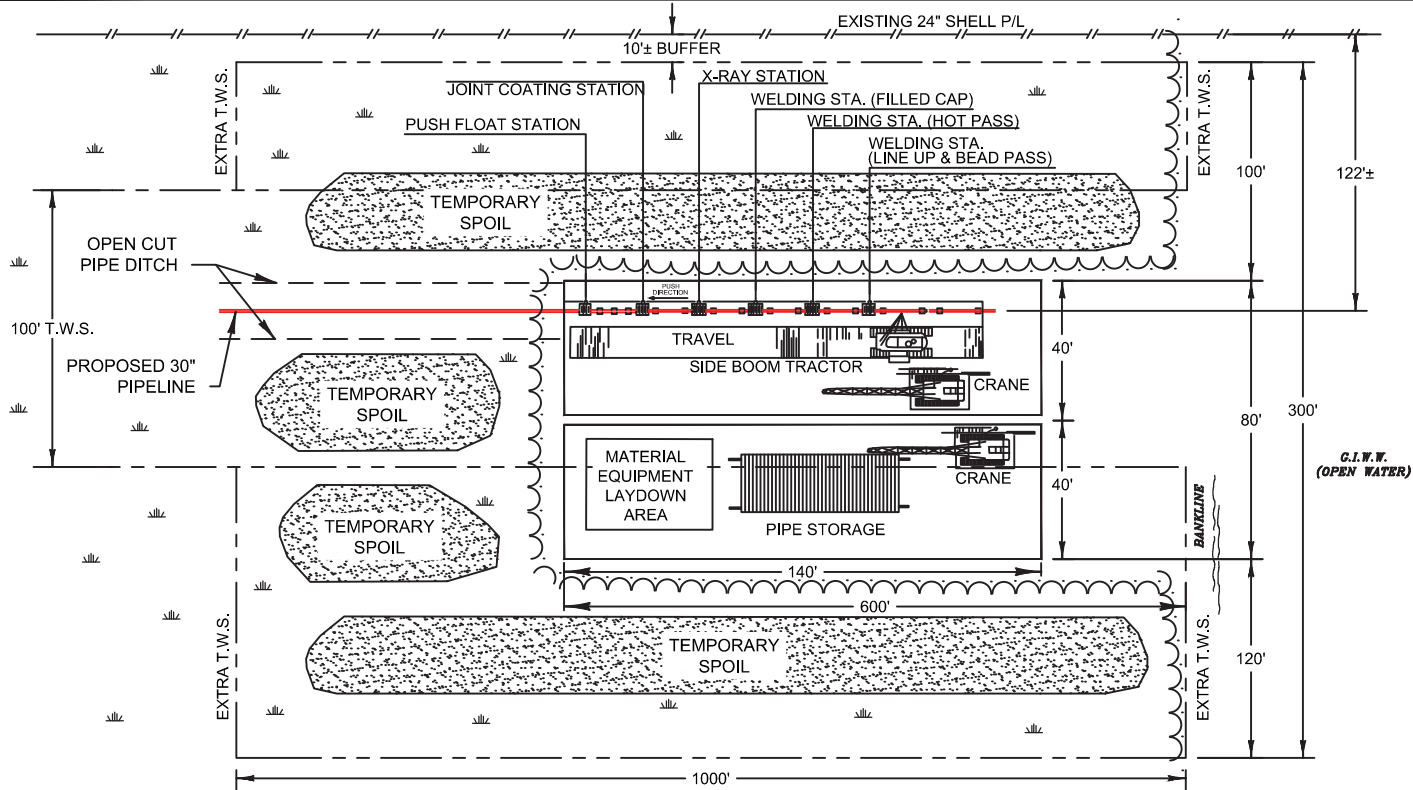 EXISTING 24" SHELL P/L
10'± BUFFER
EXTRA T.W.S.
JOINT COATING STATION
X-RAY STATION
PUSH FLOAT STATION
WELDING STA. (FILLED CAP)
WELDING STA. (HOT PASS)
WELDING STA.
(LINE UP & BEAD PASS)
EXTRA T.W.S.
100'
122'±
TEMPORARY
SPOIL
OPEN CUT
PIPE DITCH
PUSH
DIRECTION
100' T.W.S.
PROPOSED 30"
PIPELINE
TRAVEL
SIDE BOOM TRACTOR
CRANE
40'
80'
300'
TEMPORARY
SPOIL
MATERIAL
EQUIPMENT
LAYDOWN
AREA
PIPE STORAGE
CRANE
40'
G.I.W.W.
(OPEN WATER)
BANKLINE
TEMPORARY
SPOIL
140'
600'
EXTRA T.W.S.
TEMPORARY
SPOIL
EXTRA T.W.S.
120'
1000'